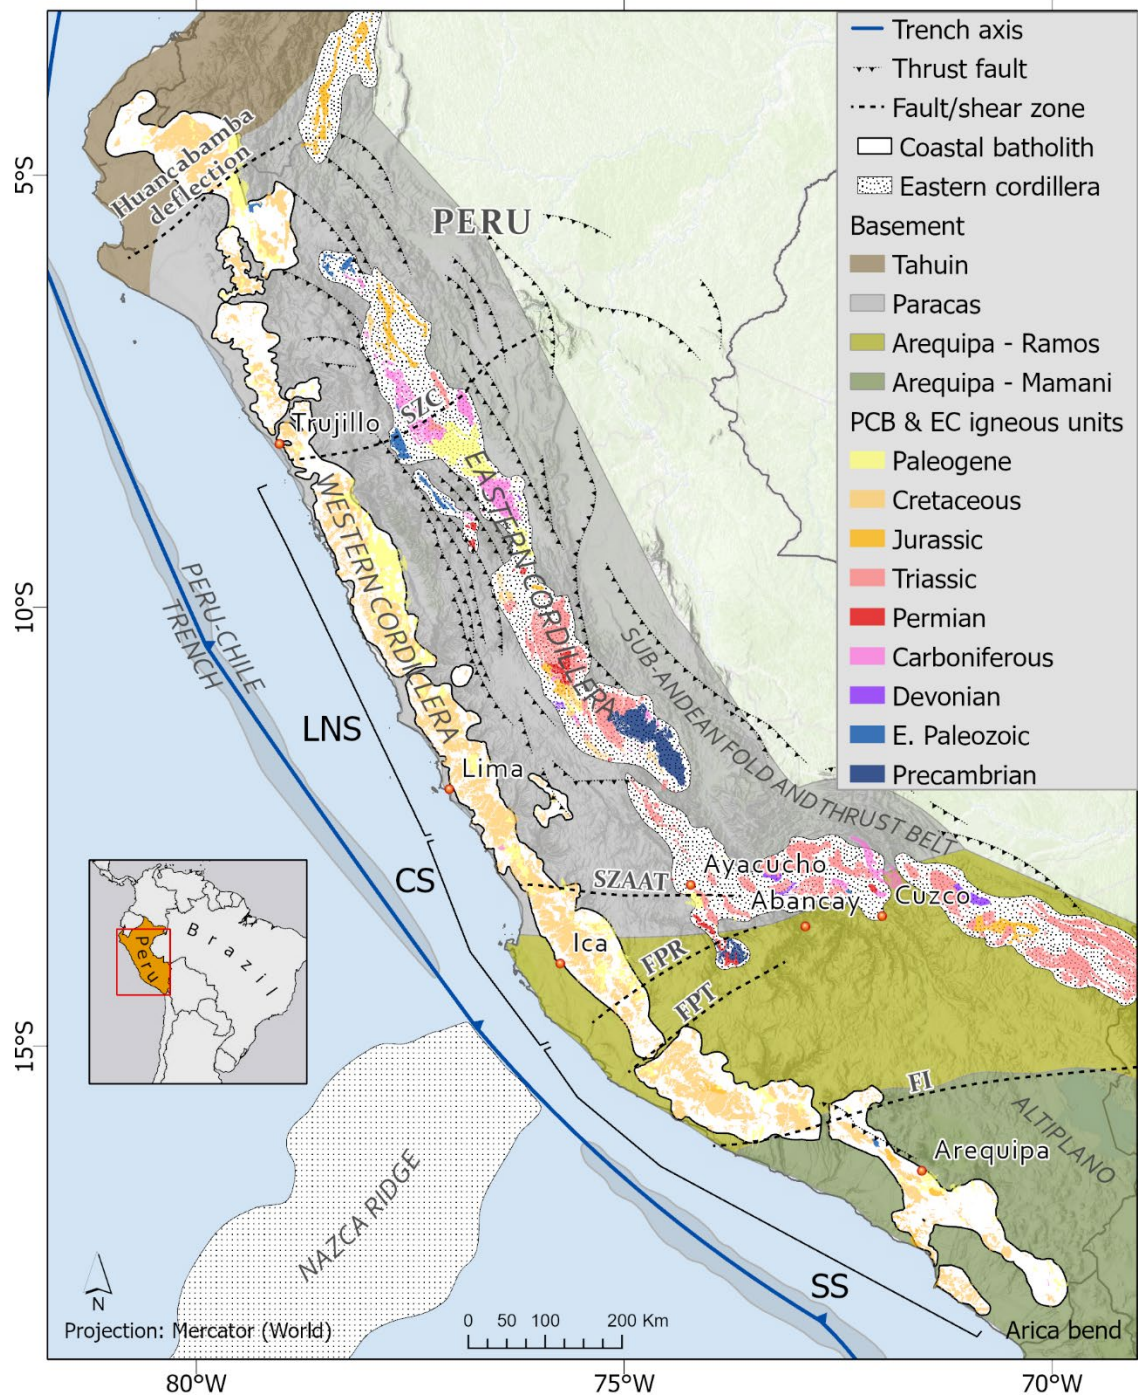 Trench axis
Thrust fault
Fault/shear zone
Coastal batholith
Eastern cordillera
Basement
Tahuin
Paracas
Arequipa - Ramos
Arequipa - Mamani
PCB & EC igneous units
Paleogene
Cretaceous
Jurassic
Triassic
Permian
Carboniferous
Devonian
E. Paleozoic
Precambrian
5°S
10°S
15°S
Huancabamba
deflection
PERU
SZC
Trujillo
WESTERN CORDILLERA
EASTERN CORDILLERA
SUB-ANDEAN FOLD AND THRUST BELT
PERU-CHILE
TRENCH
LNS
Lima
CS
SZAAT
Ayacucho
Abancay
Cuzco
Ica
FPR
FPT
FI
ALTIPLANO
Arequipa
NAZCA RIDGE
SS
Arica bend
Peru
Brazil
N
Projection: Mercator (World)
0 50 100 200 Km
80°W
75°W
70°W